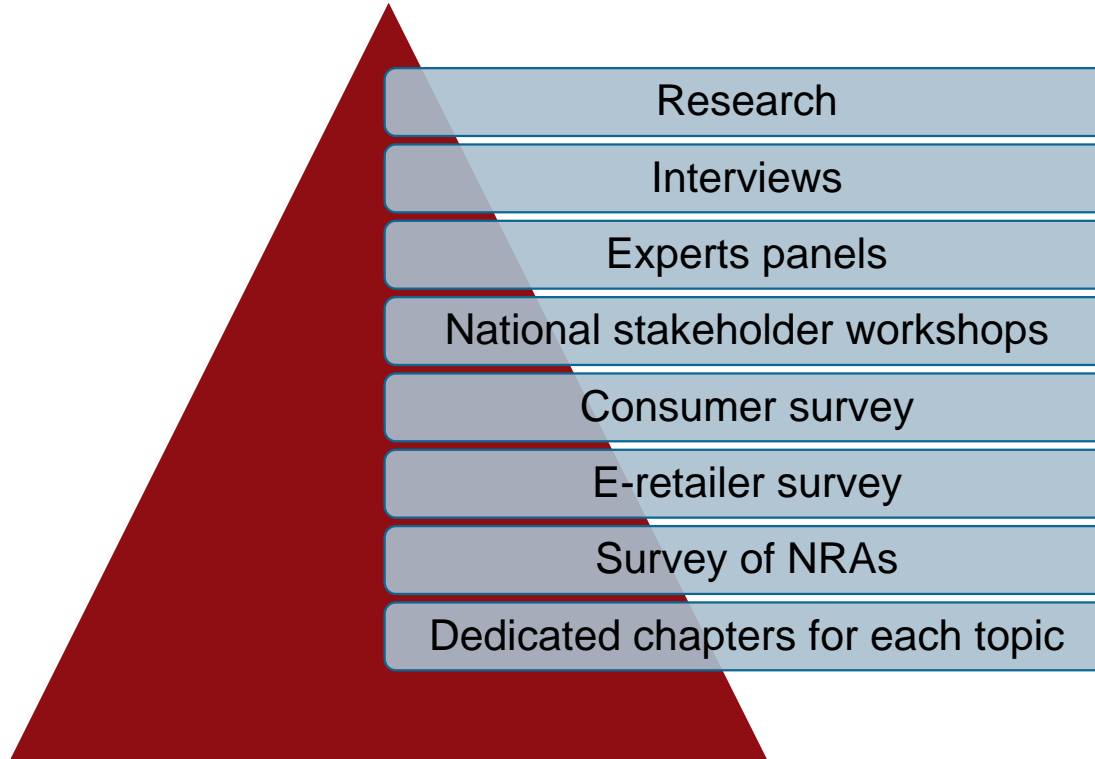 Research
Interviews
Experts panels
National stakeholder workshops
Consumer survey
E-retailer survey
Survey of NRAs
Dedicated chapters for each topic